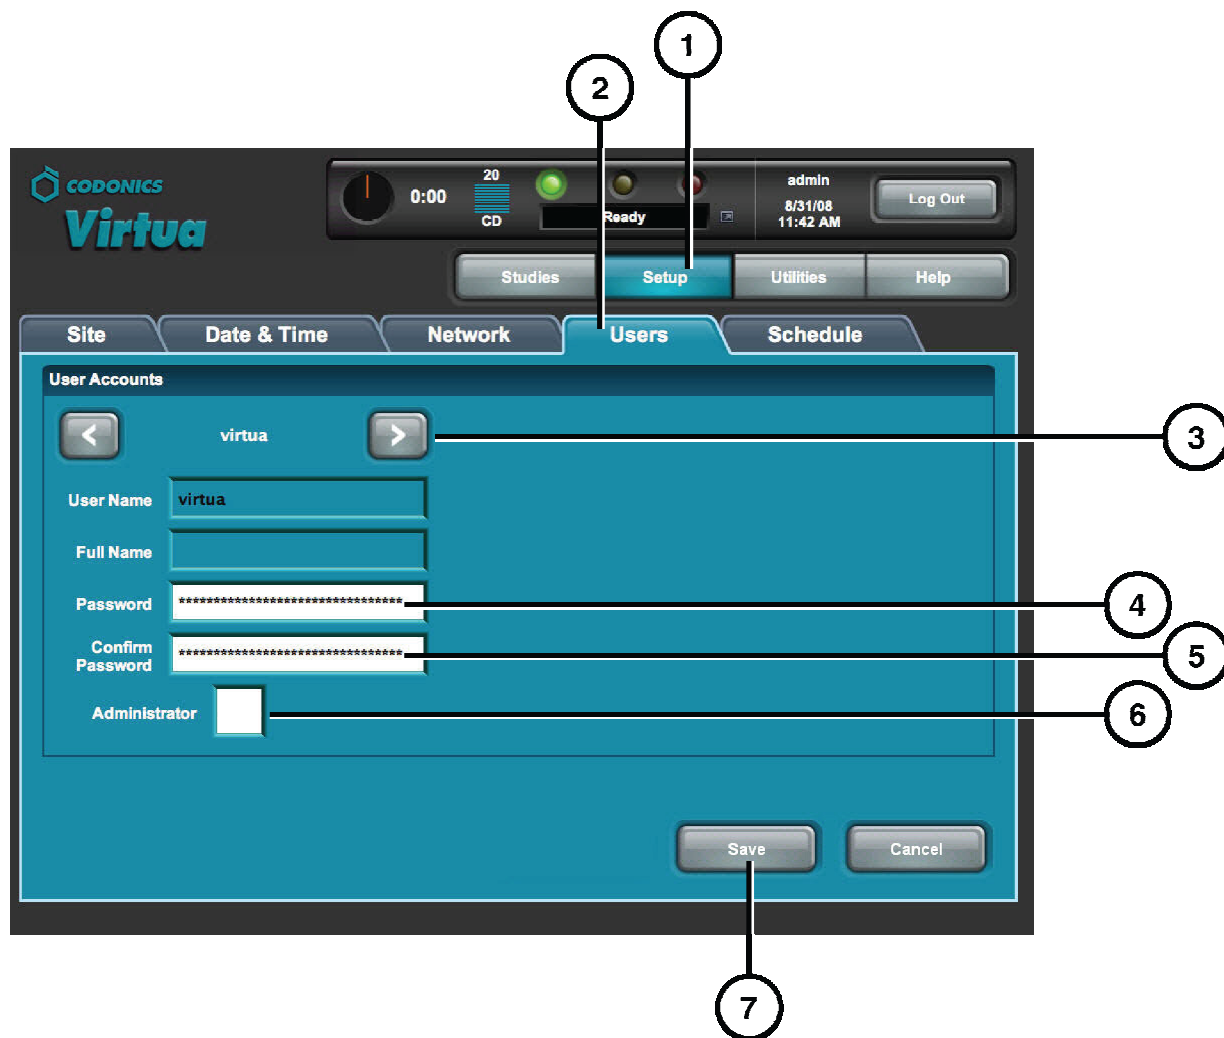 1
2
CODONICS
Virtua
0:00
20
CD
Ready
admin
8/31/08
11:42 AM
Log Out
Studies
Setup
Utilities
Help
Site
Date & Time
Network
Users
Schedule
User Accounts
<
virtua
>
3
User Name
virtua
Full Name
Password
********************************
4
Confirm
Password
********************************
5
Administrator
6
Save
Cancel
7